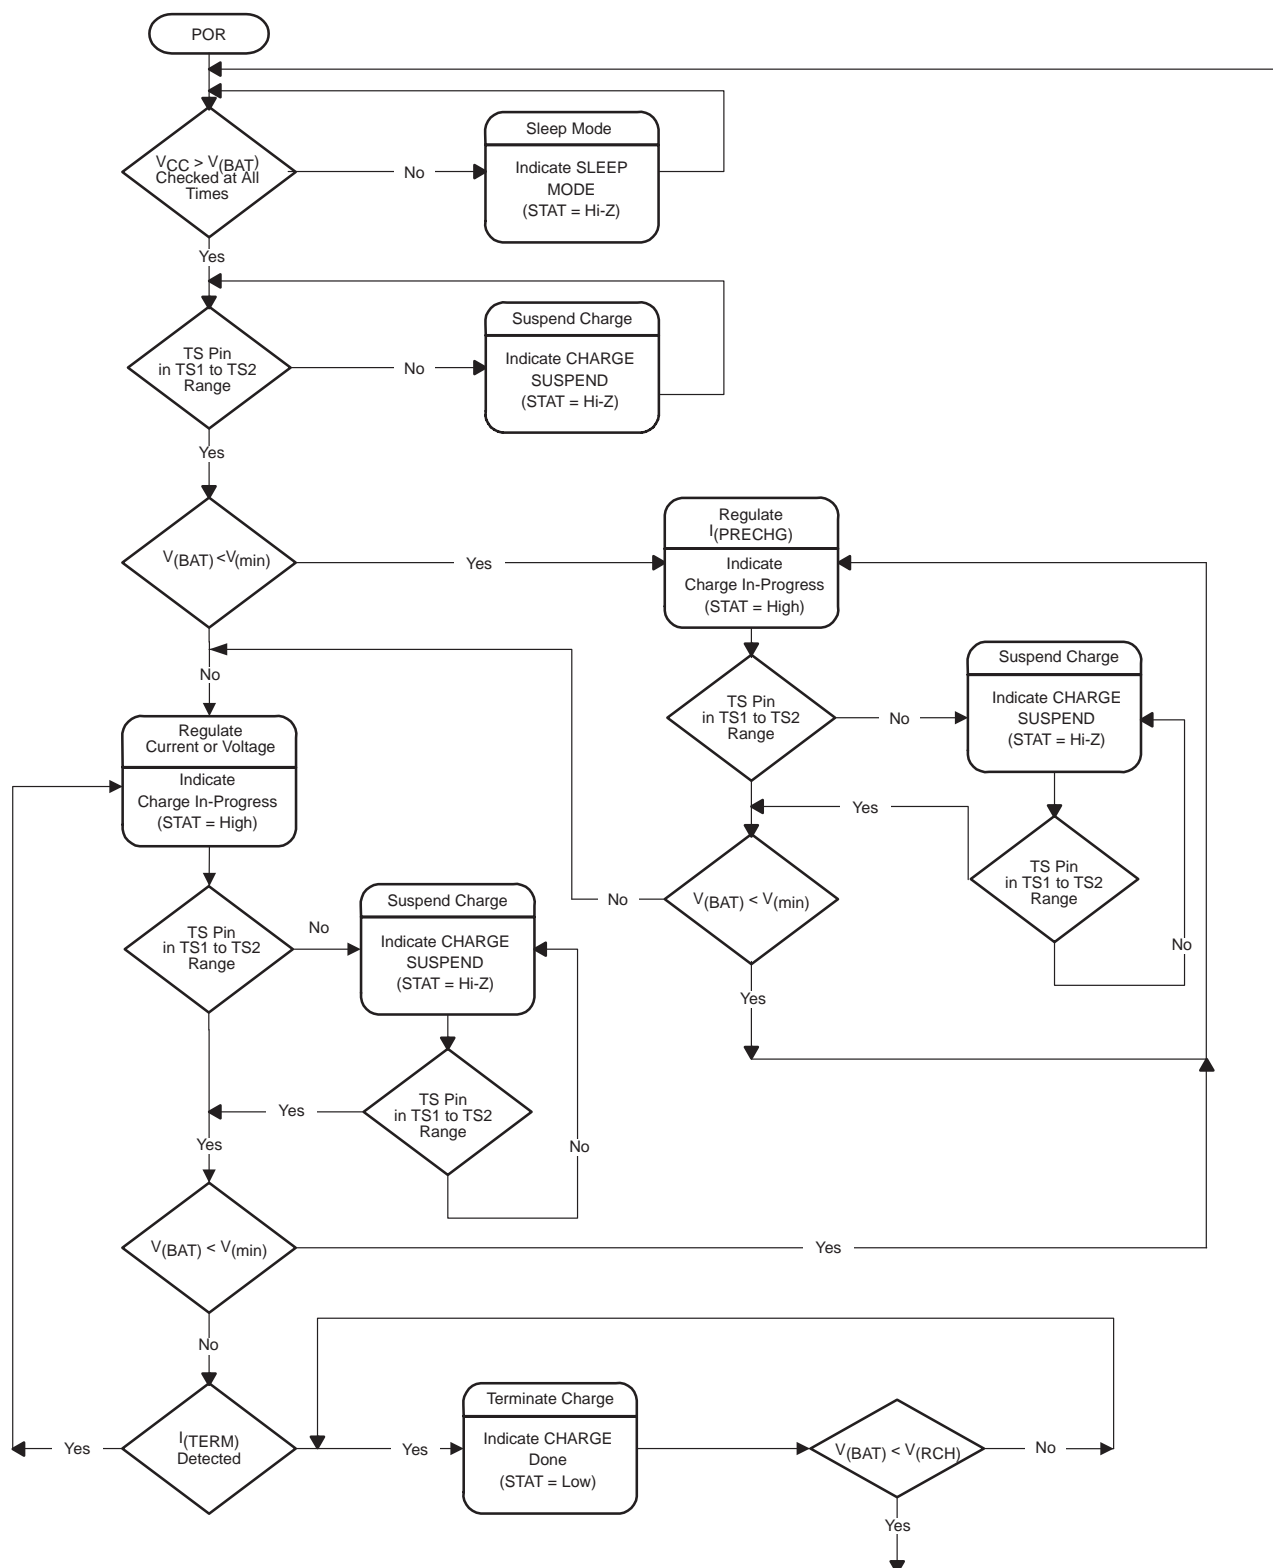 POR
VCC > V(BAT)
Checked at All
Times
No
Sleep Mode
Indicate SLEEP
MODE
(STAT = Hi-Z)
Yes
TS Pin
in TS1 to TS2
Range
No
Suspend Charge
Indicate CHARGE
SUSPEND
(STAT = Hi-Z)
Yes
V(BAT) <V(min)
Yes
Regulate
I(PRECHG)
Indicate
Charge In-Progress
(STAT = High)
No
TS Pin
in TS1 to TS2
Range
No
Suspend Charge
Indicate CHARGE
SUSPEND
(STAT = Hi-Z)
Regulate
Current or Voltage
Indicate
Charge In-Progress
(STAT = High)
Yes
TS Pin
in TS1 to TS2
Range
No
V(BAT) < V(min)
No
Yes
TS Pin
in TS1 to TS2
Range
No
Suspend Charge
Indicate CHARGE
SUSPEND
(STAT = Hi-Z)
TS Pin
in TS1 to TS2
Range
Yes
No
Yes
V(BAT) < V(min)
Yes
No
I(TERM)
Detected
Yes
Yes
Terminate Charge
Indicate CHARGE
Done
(STAT = Low)
V(BAT) < V(RCH)
No
Yes